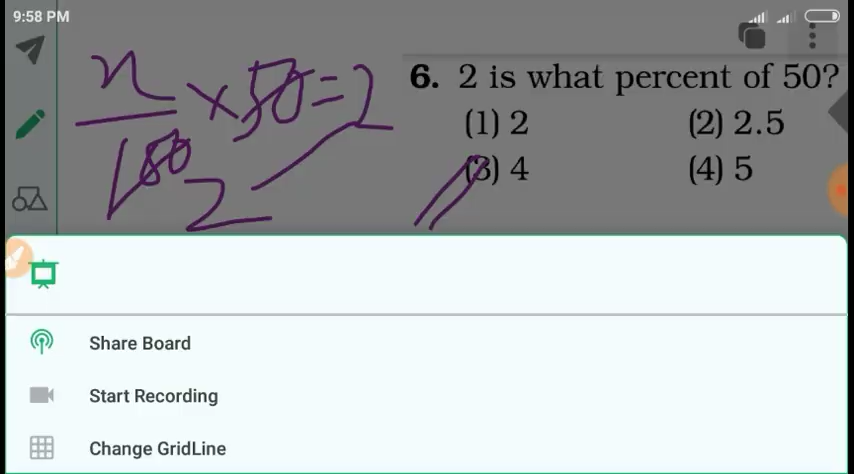 9:58 PM
x/100 × 50 = 2
2
6. 2 is what percent of 50?
(1) 2 (2) 2.5
(3) 4 (4) 5
Share Board
Start Recording
Change GridLine